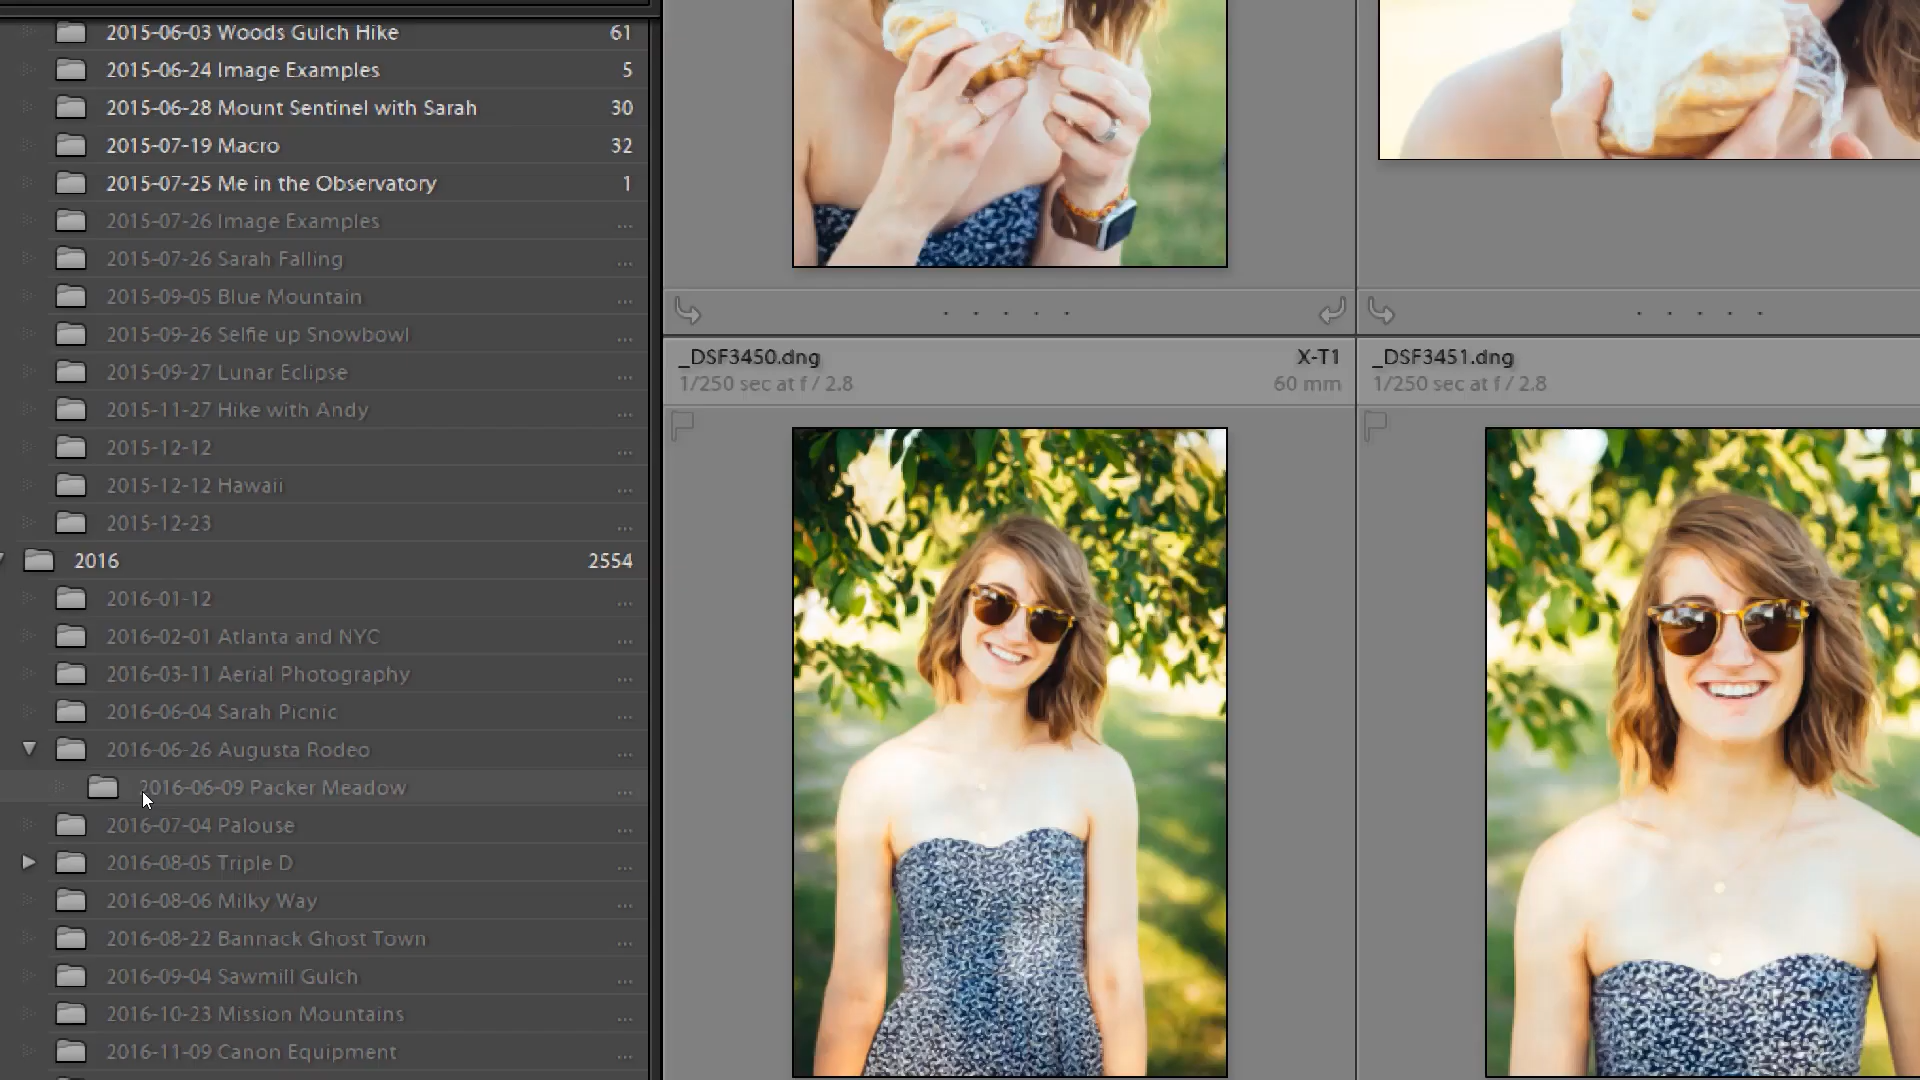 2015-06-03 Woods Gulch Hike 61
2015-06-24 Image Examples 5
2015-06-28 Mount Sentinel with Sarah 30
2015-07-19 Macro 32
2015-07-25 Me in the Observatory 1
2015-07-26 Image Examples ...
2015-07-26 Sarah Falling ...
2015-09-05 Blue Mountain ...
2015-09-26 Selfie up Snowbowl ...
2015-09-27 Lunar Eclipse ...
2015-11-27 Hike with Andy ...
2015-12-12 ...
2015-12-12 Hawaii ...
2015-12-23 ...
2016 2554
2016-01-12 ...
2016-02-01 Atlanta and NYC ...
2016-03-11 Aerial Photography ...
2016-06-04 Sarah Picnic ...
2016-06-26 Augusta Rodeo ...
2016-06-09 Packer Meadow ...
2016-07-04 Palouse ...
2016-08-05 Triple D ...
2016-08-06 Milky Way ...
2016-08-22 Bannack Ghost Town ...
2016-09-04 Sawmill Gulch ...
2016-10-23 Mission Mountains ...
2016-11-09 Canon Equipment ...
_DSF3450.dng X-T1
1/250 sec at f / 2.8 60 mm
_DSF3451.dng
1/250 sec at f / 2.8